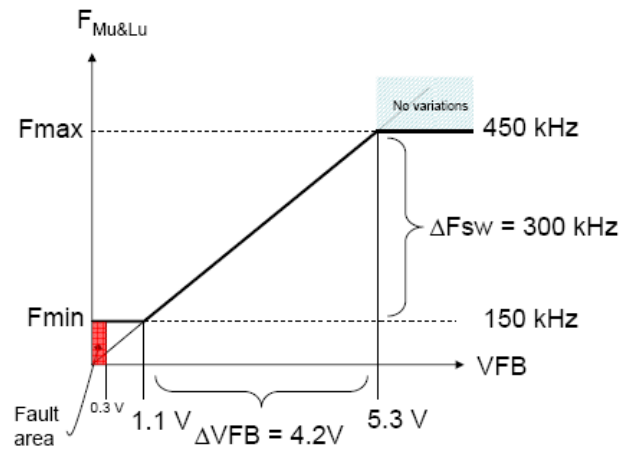 F Mu&Lu
No variations
Fmax
450 kHz
ΔFsw = 300 kHz
Fmin
150 kHz
VFB
Fault
area
0.3 V
1.1 V
ΔVFB = 4.2V
5.3 V